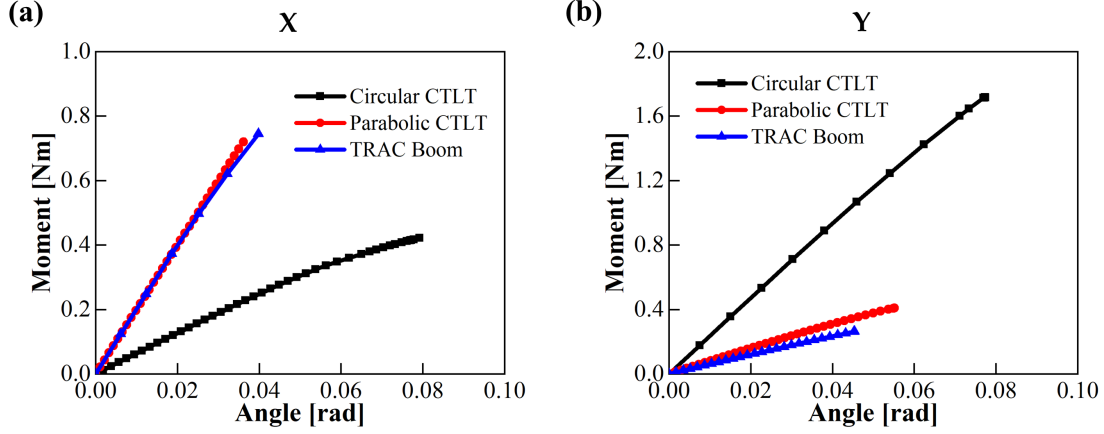 (a)
X
Moment [Nm]
1.0
0.8
0.6
0.4
0.2
0.0
Circular CTLT
Parabolic CTLT
TRAC Boom
0.00 0.02 0.04 0.06 0.08 0.10
Angle [rad]
(b)
Y
Moment [Nm]
2.0
1.6
1.2
0.8
0.4
0.0
Circular CTLT
Parabolic CTLT
TRAC Boom
0.00 0.02 0.04 0.06 0.08 0.10
Angle [rad]